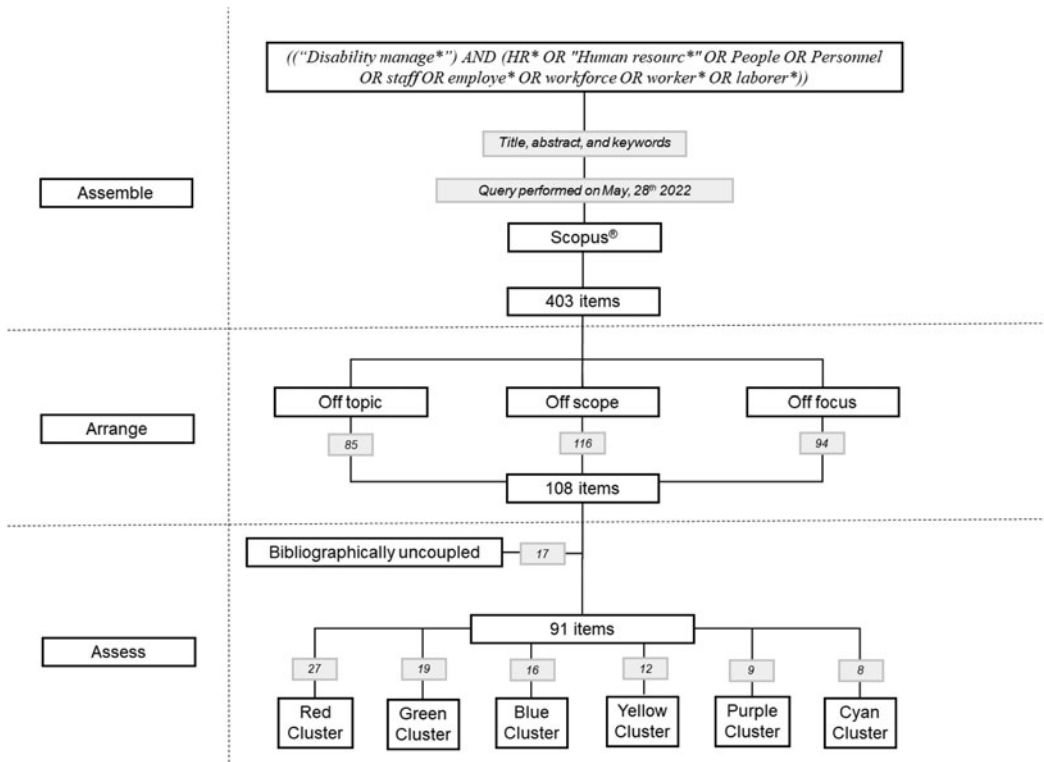 ((“Disability manage*”) AND (HR* OR "Human resourc*" OR People OR Personnel
OR staff OR employe* OR workforce OR worker* OR laborer*))
Title, abstract, and keywords
Query performed on May, 28th 2022
Assemble
Scopus®
403 items
Off topic
Off scope
Off focus
Arrange
85
116
94
108 items
Bibliographically uncoupled
17
91 items
Assess
27
19
16
12
9
8
Red
Cluster
Green
Cluster
Blue
Cluster
Yellow
Cluster
Purple
Cluster
Cyan
Cluster